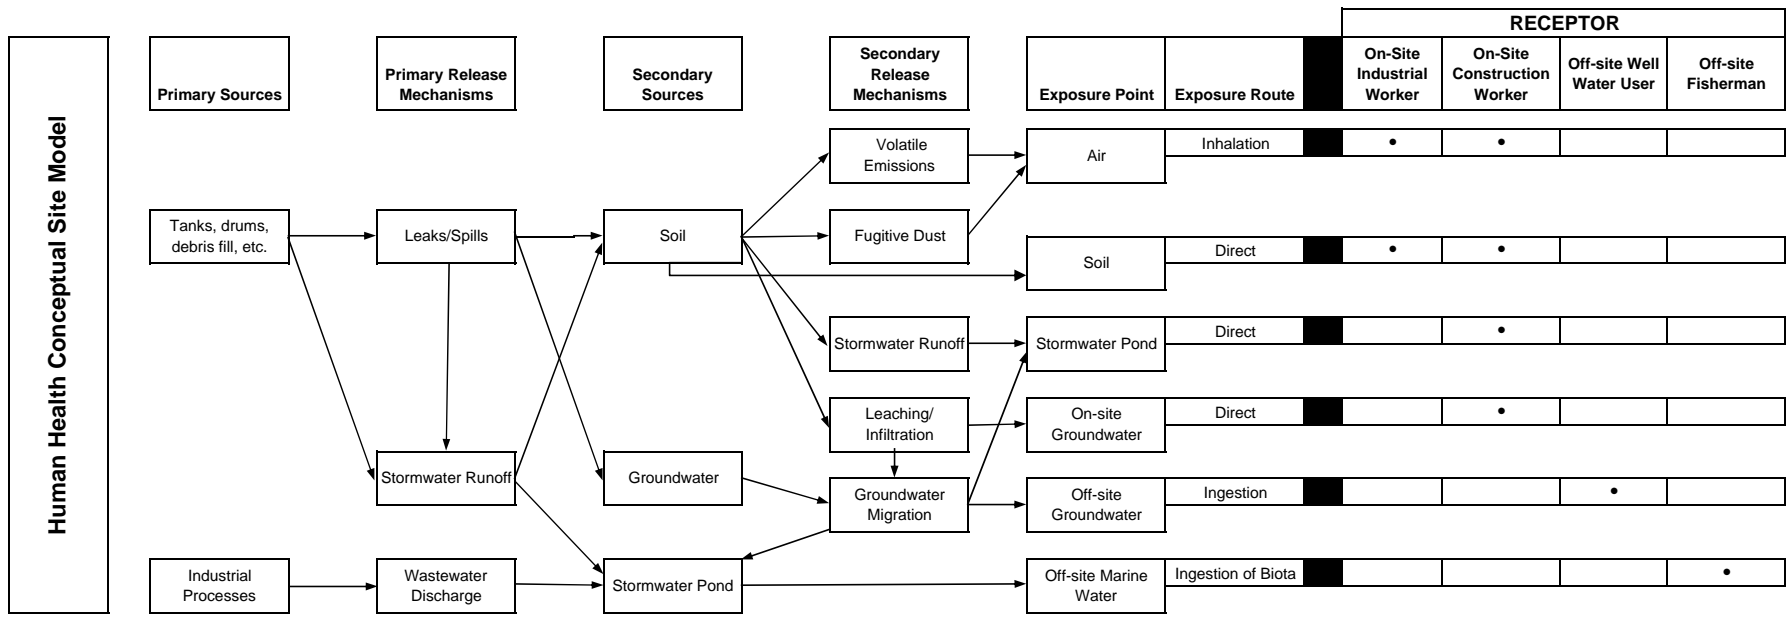 RECEPTOR
Human Health Conceptual Site Model
Primary Sources
Primary Release
Mechanisms
Secondary
Sources
Secondary
Release
Mechanisms
Exposure Point
Exposure Route
On-Site
Industrial
Worker
On-Site
Construction
Worker
Off-site Well
Water User
Off-site
Fisherman
Volatile
Emissions
Air
Inhalation
• •
Tanks, drums,
debris fill, etc.
Leaks/Spills
Soil
Fugitive Dust
Soil
Direct
• •
Stormwater Runoff
Stormwater Pond
Direct
•
Leaching/
Infiltration
On-site
Groundwater
Direct
•
Stormwater Runoff
Groundwater
Groundwater
Migration
Off-site
Groundwater
Ingestion
•
Industrial
Processes
Wastewater
Discharge
Stormwater Pond
Off-site Marine
Water
Ingestion of Biota
•